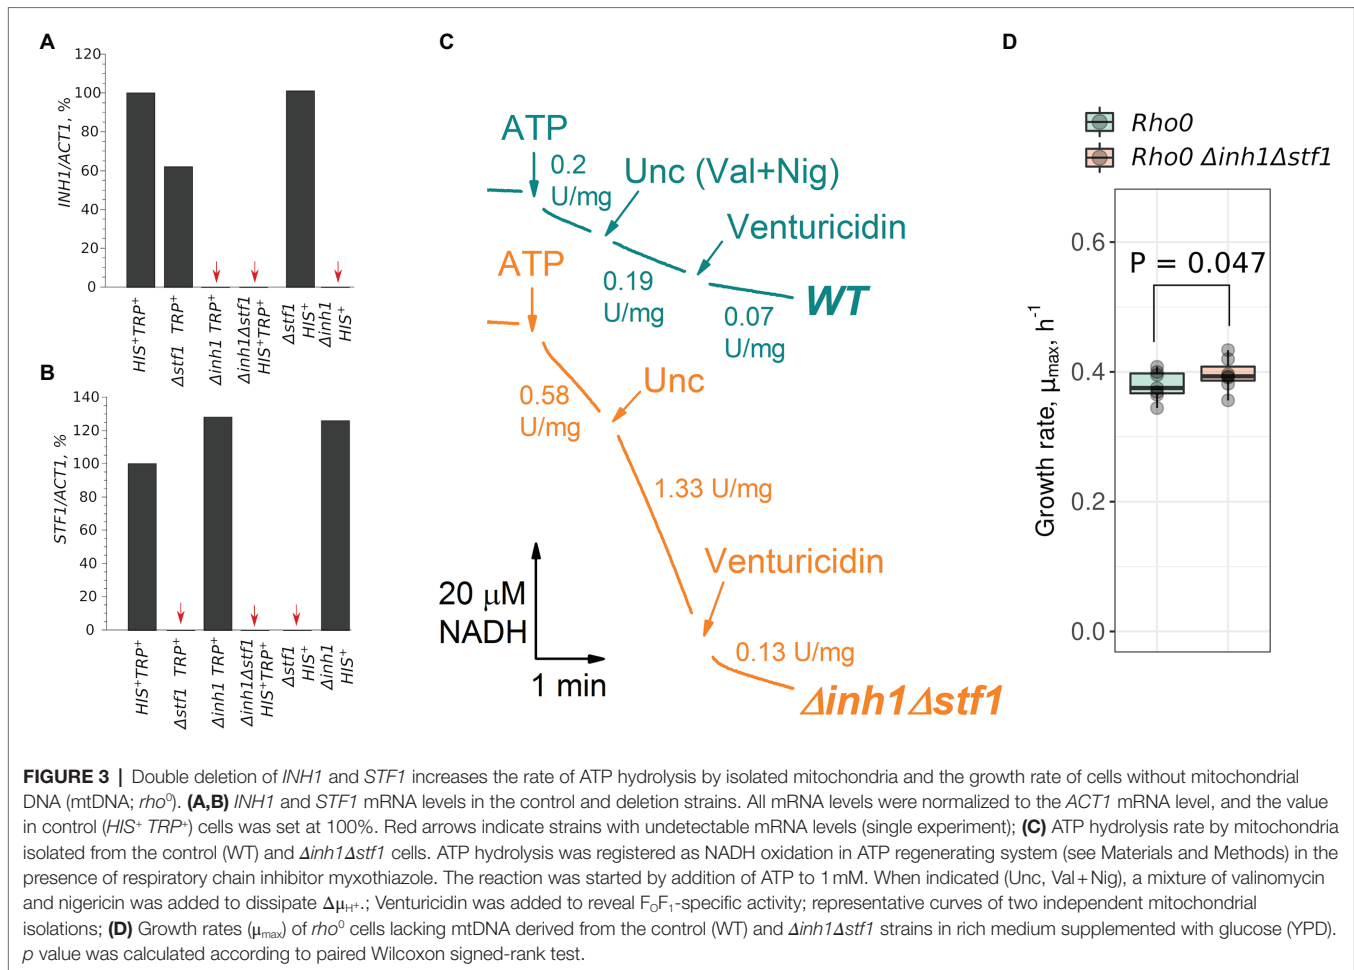 A
INH1/ACT1, %
120
100
80
60
40
20
0
HIS⁺TRP⁺
Δstf1 TRP⁺
Δinh1 TRP⁺
Δinh1Δstf1
HIS⁺TRP⁺
Δstf1
HIS⁺
Δinh1
HIS⁺
B
STF1/ACT1, %
140
120
100
80
60
40
20
0
HIS⁺TRP⁺
Δstf1 TRP⁺
Δinh1 TRP⁺
Δinh1Δstf1
HIS⁺TRP⁺
Δstf1
HIS⁺
Δinh1
HIS⁺
C
ATP
0.2
U/mg
Unc (Val+Nig)
Venturicidin
0.19
U/mg
0.07
U/mg
WT
ATP
0.58
U/mg
Unc
1.33 U/mg
Venturicidin
0.13 U/mg
Δinh1Δstf1
20 μM
NADH
1 min
D
Rho0
Rho0 Δinh1Δstf1
P = 0.047
Growth rate, μmax, h⁻¹
0.6
0.4
0.2
0.0
FIGURE 3 | Double deletion of INH1 and STF1 increases the rate of ATP hydrolysis by isolated mitochondria and the growth rate of cells without mitochondrial
DNA (mtDNA; rho⁰). (A,B) INH1 and STF1 mRNA levels in the control and deletion strains. All mRNA levels were normalized to the ACT1 mRNA level, and the value
in control (HIS⁺ TRP⁺) cells was set at 100%. Red arrows indicate strains with undetectable mRNA levels (single experiment); (C) ATP hydrolysis rate by mitochondria
isolated from the control (WT) and Δinh1Δstf1 cells. ATP hydrolysis was registered as NADH oxidation in ATP regenerating system (see Materials and Methods) in the
presence of respiratory chain inhibitor myxothiazole. The reaction was started by addition of ATP to 1 mM. When indicated (Unc, Val + Nig), a mixture of valinomycin
and nigericin was added to dissipate ΔμH⁺.; Venturicidin was added to reveal FOF1-specific activity; representative curves of two independent mitochondrial
isolations; (D) Growth rates (μmax) of rho⁰ cells lacking mtDNA derived from the control (WT) and Δinh1Δstf1 strains in rich medium supplemented with glucose (YPD).
p value was calculated according to paired Wilcoxon signed-rank test.